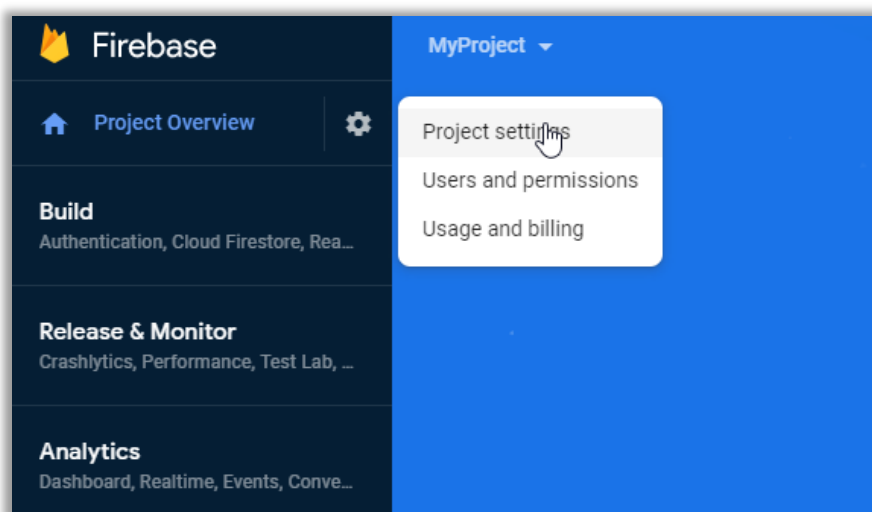 Firebase
MyProject
Project Overview
Project settings
Users and permissions
Usage and billing
Build
Authentication, Cloud Firestore, Rea...
Release & Monitor
Crashlytics, Performance, Test Lab, ...
Analytics
Dashboard, Realtime, Events, Conve...